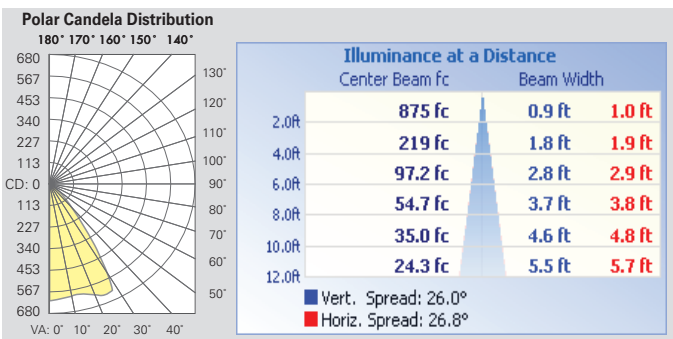 Polar Candela Distribution
180° 170° 160° 150° 140°
680
567
453
340
227
113
CD: 0
113
227
340
453
567
680
130°
120°
110°
100°
90°
80°
70°
60°
50°
VA: 0° 10° 20° 30° 40°
Illuminance at a Distance
Center Beam fc Beam Width
2.0ft 875 fc 0.9 ft 1.0 ft
4.0ft 219 fc 1.8 ft 1.9 ft
6.0ft 97.2 fc 2.8 ft 2.9 ft
8.0ft 54.7 fc 3.7 ft 3.8 ft
10.0ft 35.0 fc 4.6 ft 4.8 ft
12.0ft 24.3 fc 5.5 ft 5.7 ft
Vert. Spread: 26.0°
Horiz. Spread: 26.8°